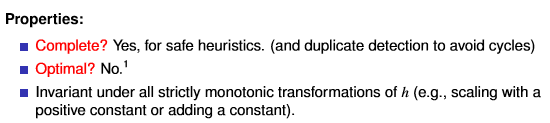 Properties:
Complete? Yes, for safe heuristics. (and duplicate detection to avoid cycles)
Optimal? No.¹
Invariant under all strictly monotonic transformations of h (e.g., scaling with a
positive constant or adding a constant).